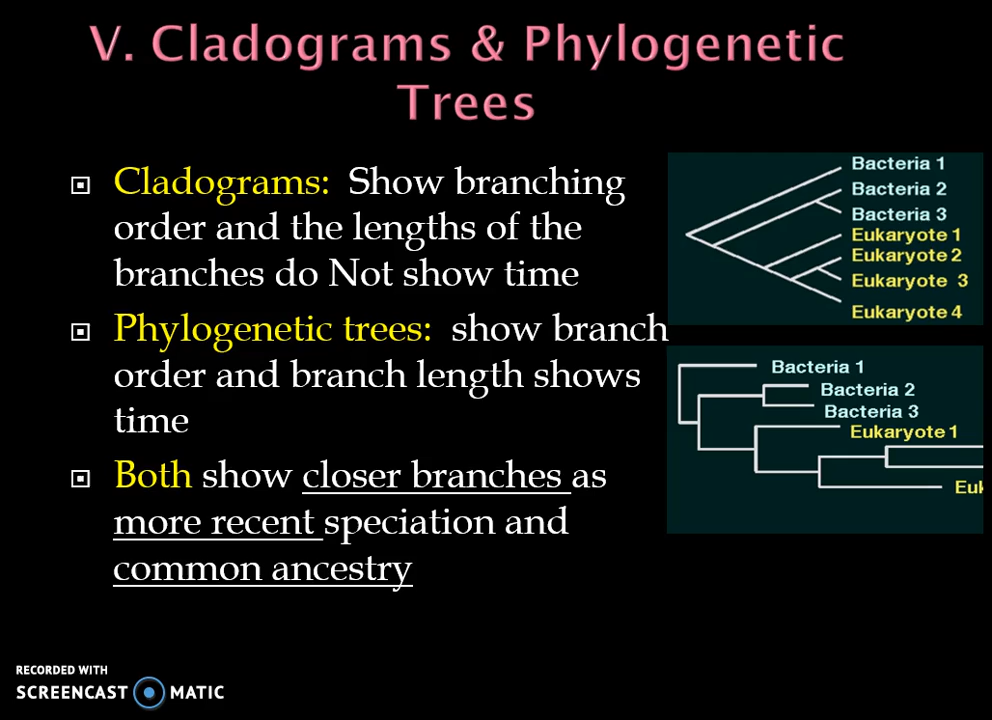 V. Cladograms & Phylogenetic
Trees
Cladograms: Show branching
order and the lengths of the
branches do Not show time
Phylogenetic trees: show branch
order and branch length shows
time
Both show closer branches as
more recent speciation and
common ancestry
Bacteria 1
Bacteria 2
Bacteria 3
Eukaryote 1
Eukaryote 2
Eukaryote 3
Eukaryote 4
Bacteria 1
Bacteria 2
Bacteria 3
Eukaryote 1
Euk
RECORDED WITH
SCREENCAST MATIC